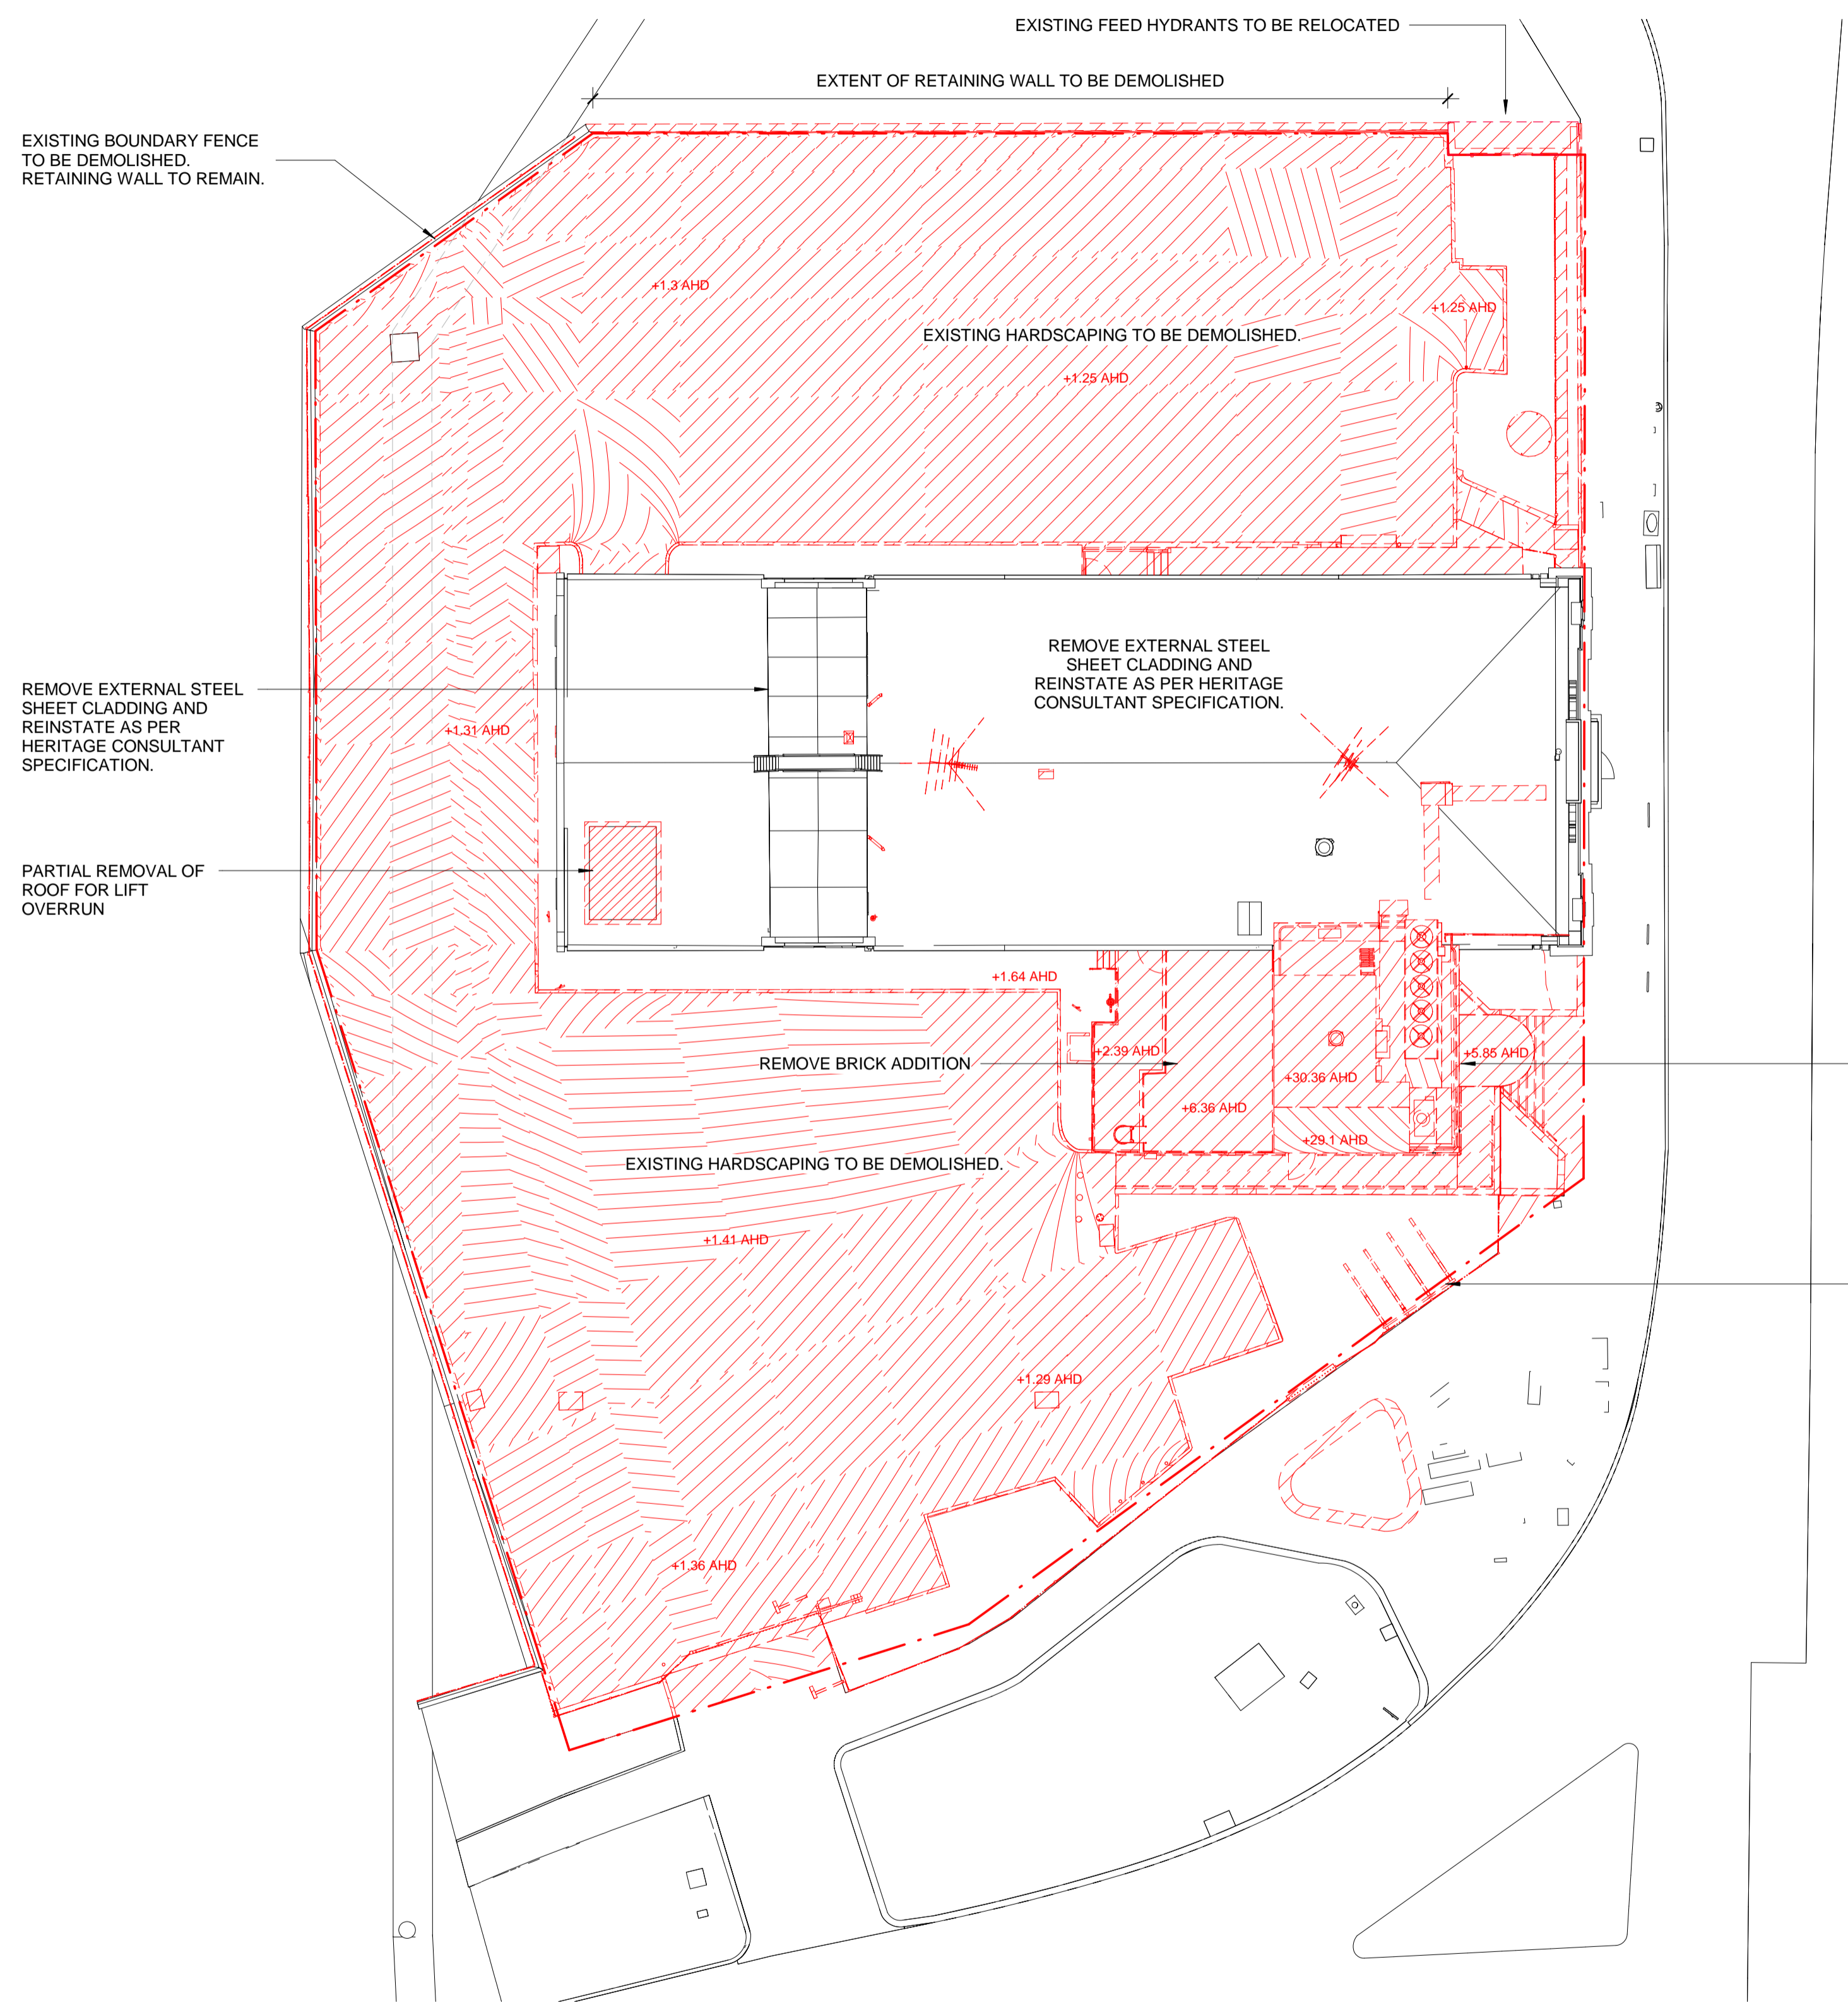 EXISTING FEED HYDRANTS TO BE RELOCATED
EXTENT OF RETAINING WALL TO BE DEMOLISHED
EXISTING BOUNDARY FENCE
TO BE DEMOLISHED.
RETAINING WALL TO REMAIN.
+1.3 AHD
+1.25 AHD
EXISTING HARDSCAPING TO BE DEMOLISHED.
+1.25 AHD
REMOVE EXTERNAL STEEL
SHEET CLADDING AND
REINSTATE AS PER HERITAGE
CONSULTANT SPECIFICATION.
REMOVE EXTERNAL STEEL
SHEET CLADDING AND
REINSTATE AS PER
HERITAGE CONSULTANT
SPECIFICATION.
+1.31 AHD
PARTIAL REMOVAL OF
ROOF FOR LIFT
OVERRUN
+1.64 AHD
+2.39 AHD
+5.85 AHD
REMOVE BRICK ADDITION
+30.36 AHD
+6.36 AHD
+29.1 AHD
EXISTING HARDSCAPING TO BE DEMOLISHED.
+1.41 AHD
+1.29 AHD
+1.36 AHD